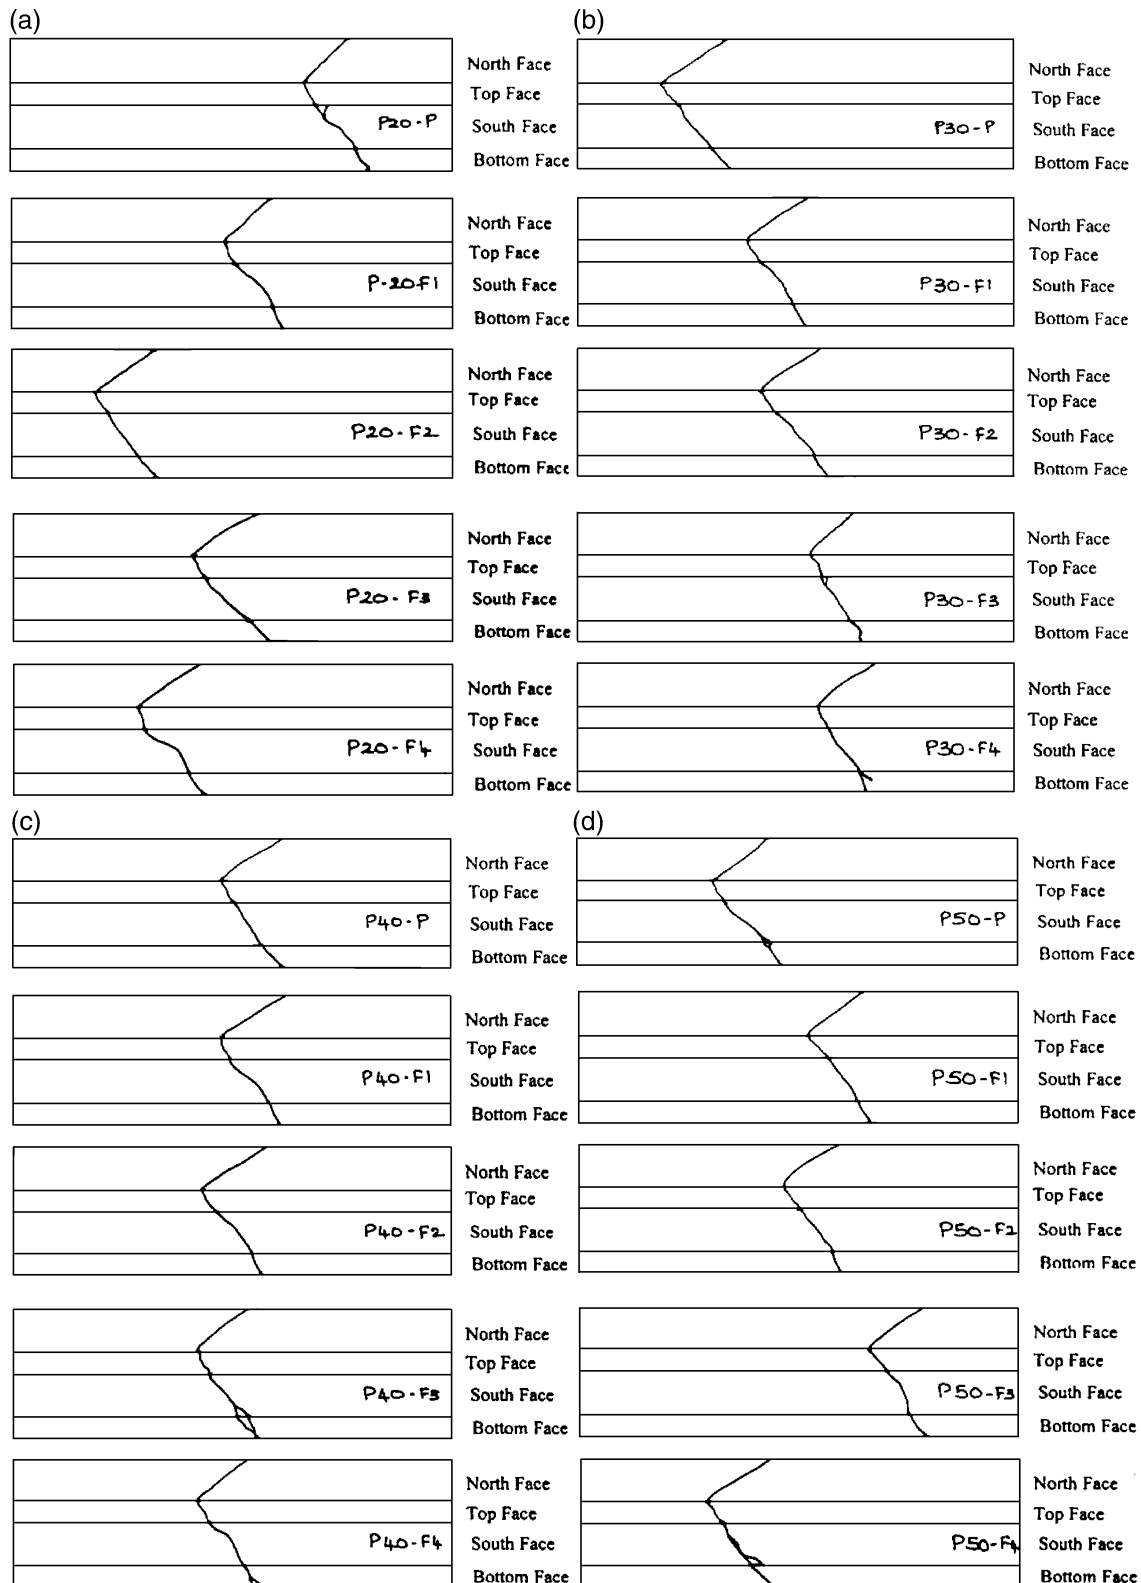 (a)
North Face
Top Face
P20-P
South Face
Bottom Face
North Face
Top Face
P-20F1
South Face
Bottom Face
North Face
Top Face
P20-F2
South Face
Bottom Face
North Face
Top Face
P20-F3
South Face
Bottom Face
North Face
Top Face
P20-F4
South Face
Bottom Face
(b)
North Face
Top Face
P30-P
South Face
Bottom Face
North Face
Top Face
P30-F1
South Face
Bottom Face
North Face
Top Face
P30-F2
South Face
Bottom Face
North Face
Top Face
P30-F3
South Face
Bottom Face
North Face
Top Face
P30-F4
South Face
Bottom Face
(c)
North Face
Top Face
P40-P
South Face
Bottom Face
North Face
Top Face
P40-F1
South Face
Bottom Face
North Face
Top Face
P40-F2
South Face
Bottom Face
North Face
Top Face
P40-F3
South Face
Bottom Face
North Face
Top Face
P40-F4
South Face
Bottom Face
(d)
North Face
Top Face
P50-P
South Face
Bottom Face
North Face
Top Face
P50-F1
South Face
Bottom Face
North Face
Top Face
P50-F2
South Face
Bottom Face
North Face
Top Face
P50-F3
South Face
Bottom Face
North Face
Top Face
P50-F4
South Face
Bottom Face